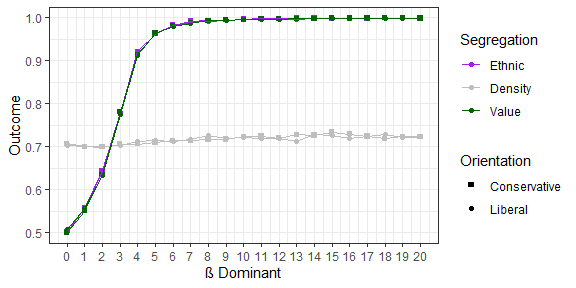 Outcome
1.0
0.9
0.8
0.7
0.6
0.5
0 1 2 3 4 5 6 7 8 9 10 11 12 13 14 15 16 17 18 19 20
ß Dominant
Segregation
Ethnic
Density
Value
Orientation
Conservative
Liberal